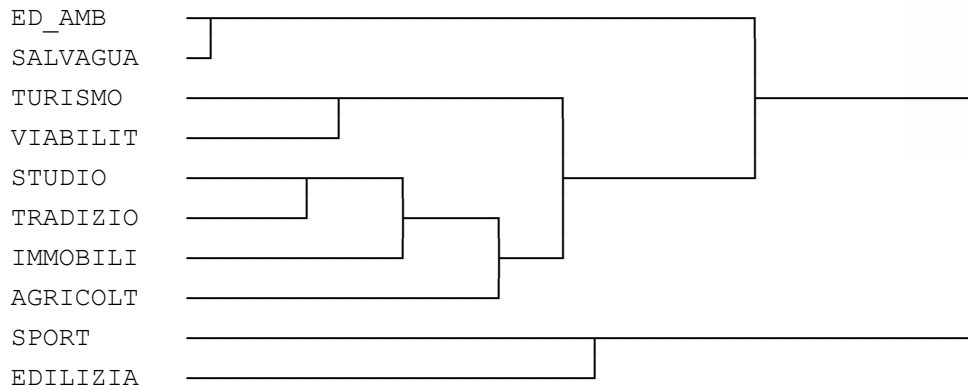 ED_AMB
SALVAGUA
TURISMO
VIABILIT
STUDIO
TRADIZIO
IMMOBILI
AGRICOLT
SPORT
EDILIZIA